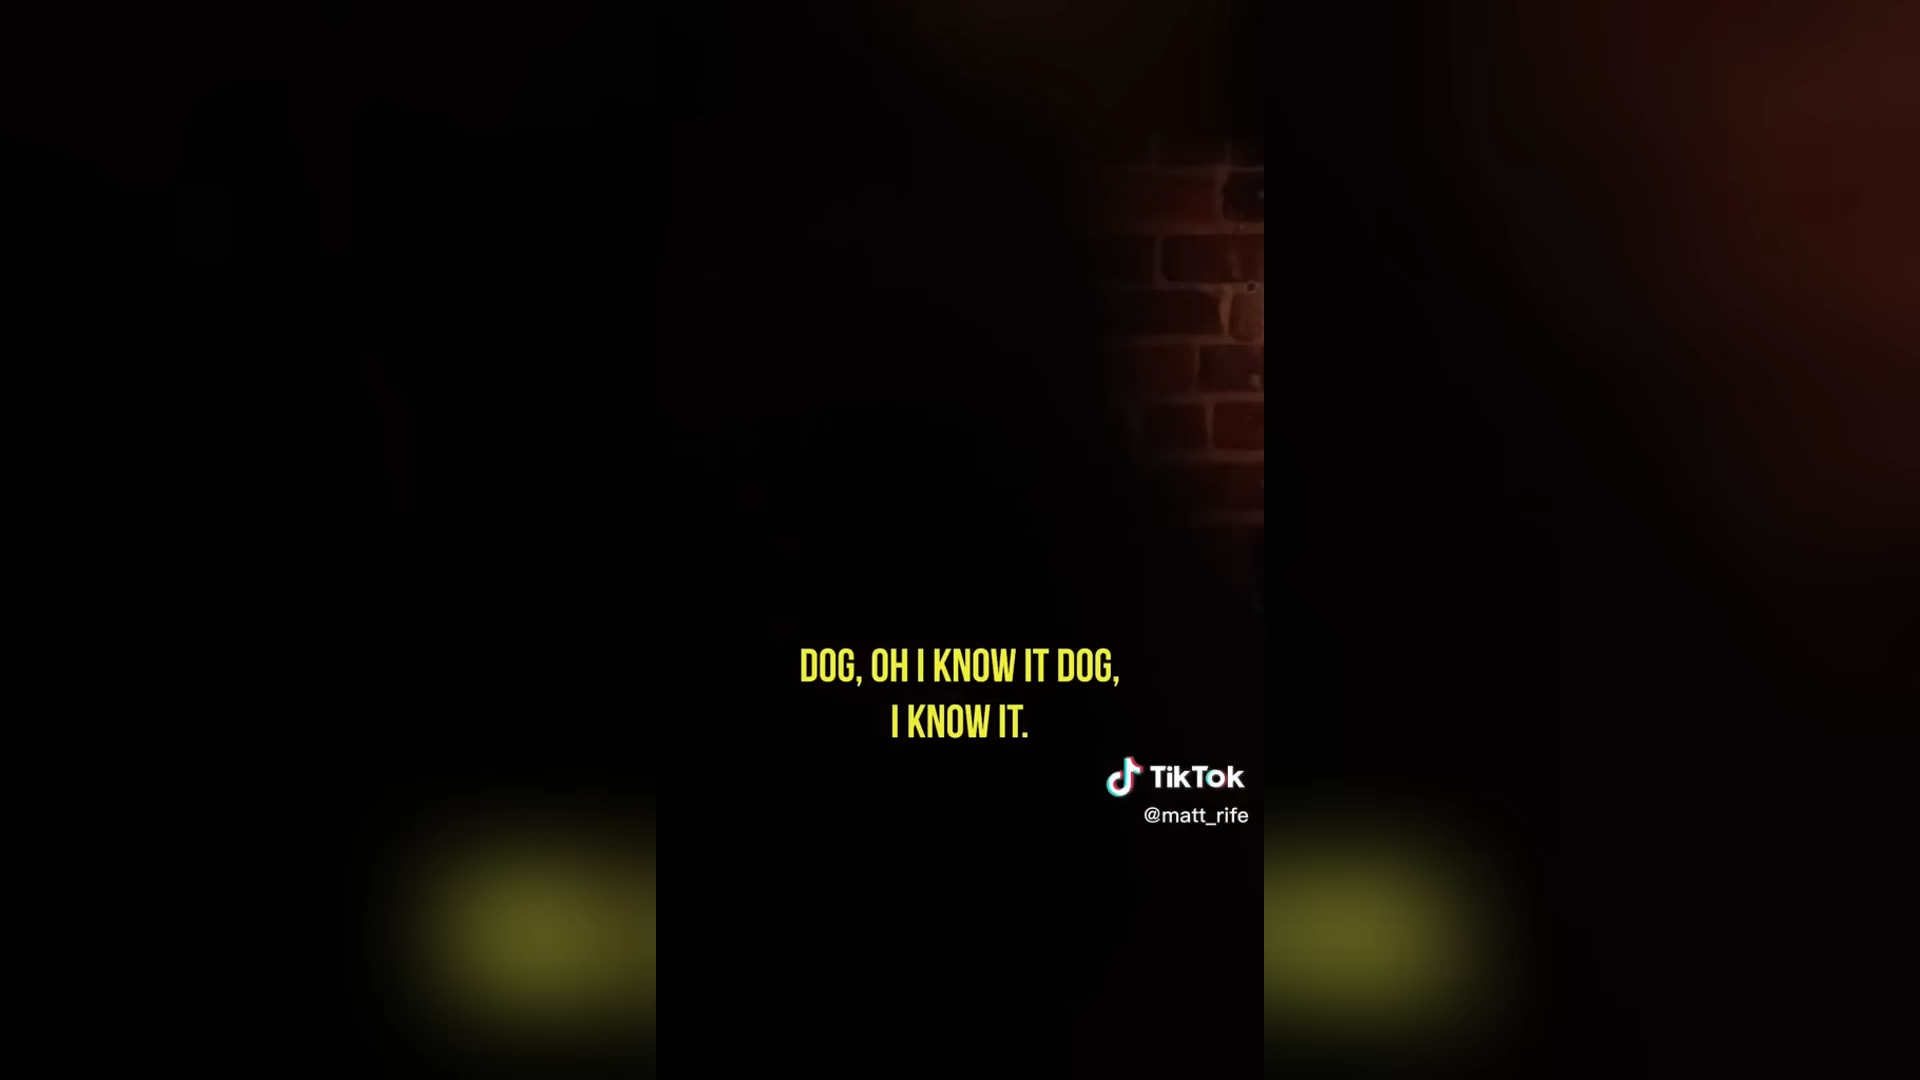 DOG, OH I KNOW IT DOG,
I KNOW IT.
TikTok
@matt_rife